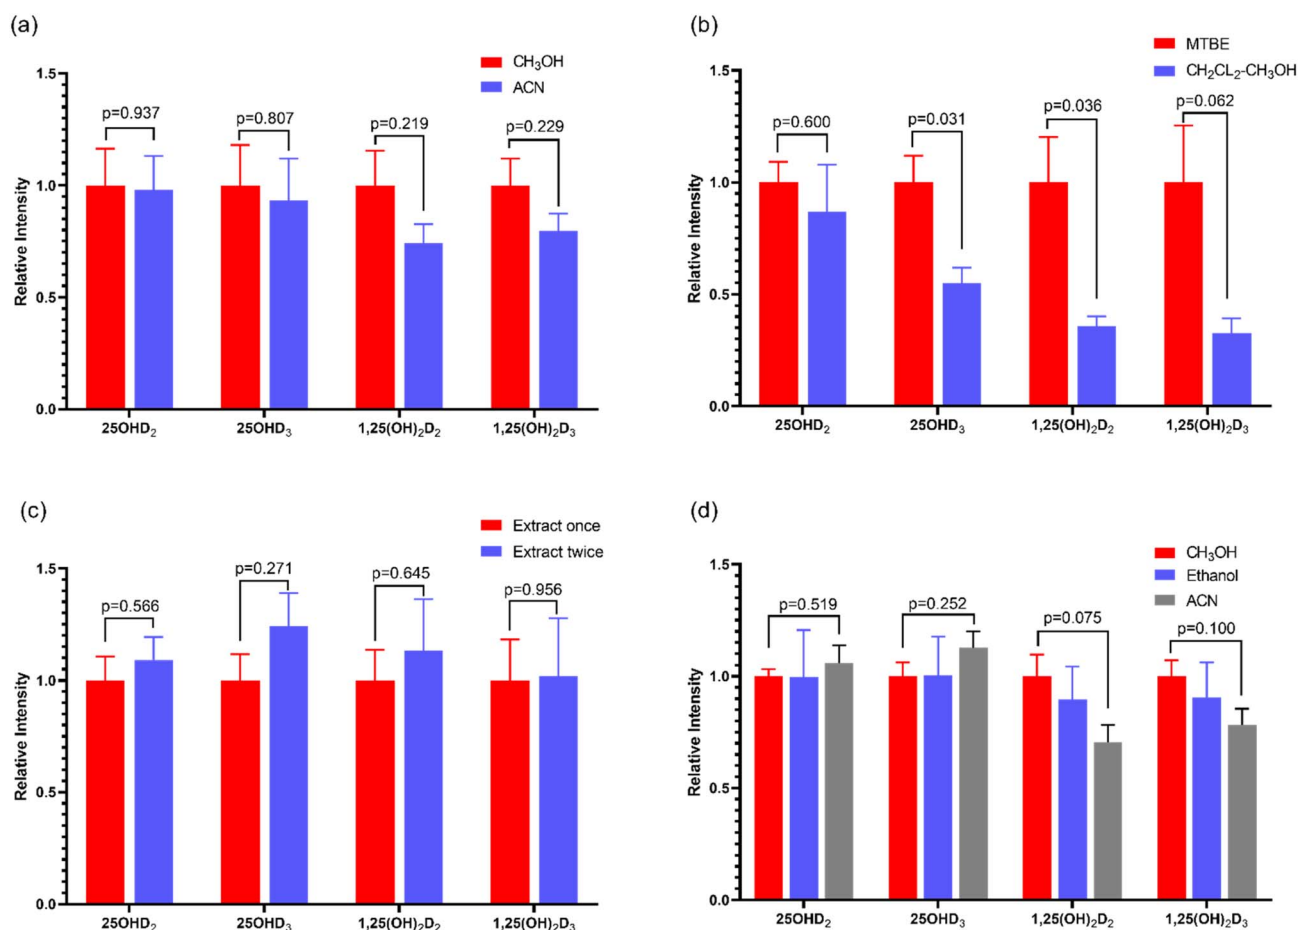 (a)
CH₃OH
ACN
1.5
1.0
0.5
0.0
Relative Intensity
p=0.937
p=0.807
p=0.219
p=0.229
25OHD₂
25OHD₃
1,25(OH)₂D₂
1,25(OH)₂D₃
(b)
MTBE
CH₂CL₂-CH₃OH
1.5
1.0
0.5
0.0
Relative Intensity
p=0.600
p=0.031
p=0.036
p=0.062
25OHD₂
25OHD₃
1,25(OH)₂D₂
1,25(OH)₂D₃
(c)
Extract once
Extract twice
1.5
1.0
0.5
0.0
Relative Intensity
p=0.566
p=0.271
p=0.645
p=0.956
25OHD₂
25OHD₃
1,25(OH)₂D₂
1,25(OH)₂D₃
(d)
CH₃OH
Ethanol
ACN
1.5
1.0
0.5
0.0
Relative Intensity
p=0.519
p=0.252
p=0.075
p=0.100
25OHD₂
25OHD₃
1,25(OH)₂D₂
1,25(OH)₂D₃